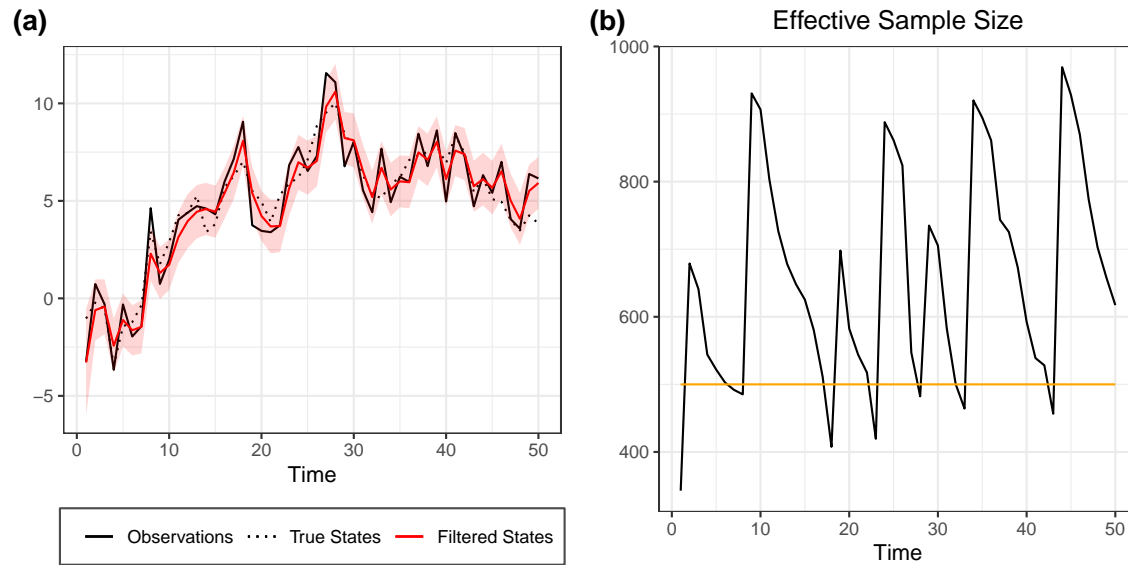 (a)
10
5
0
−5
0 10 20 30 40 50
Time
Observations True States Filtered States
(b) Effective Sample Size
1000
800
600
400
0 10 20 30 40 50
Time